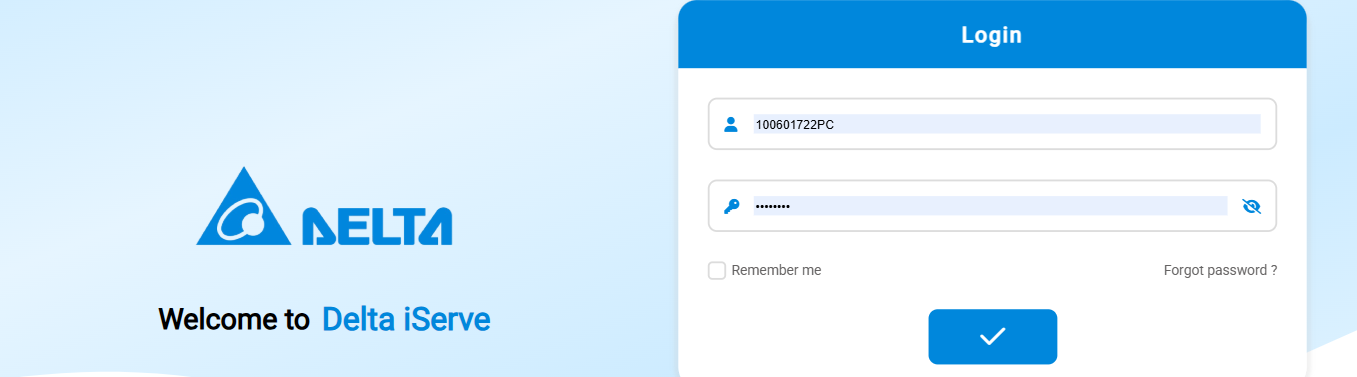 Login
100601722PC
••••••••
Remember me
Forgot password ?
DELTA
Welcome to Delta iServe